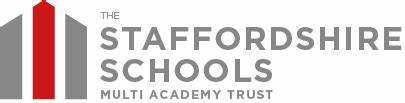 THE
STAFFORDSHIRE
SCHOOLS
MULTI ACADEMY TRUST